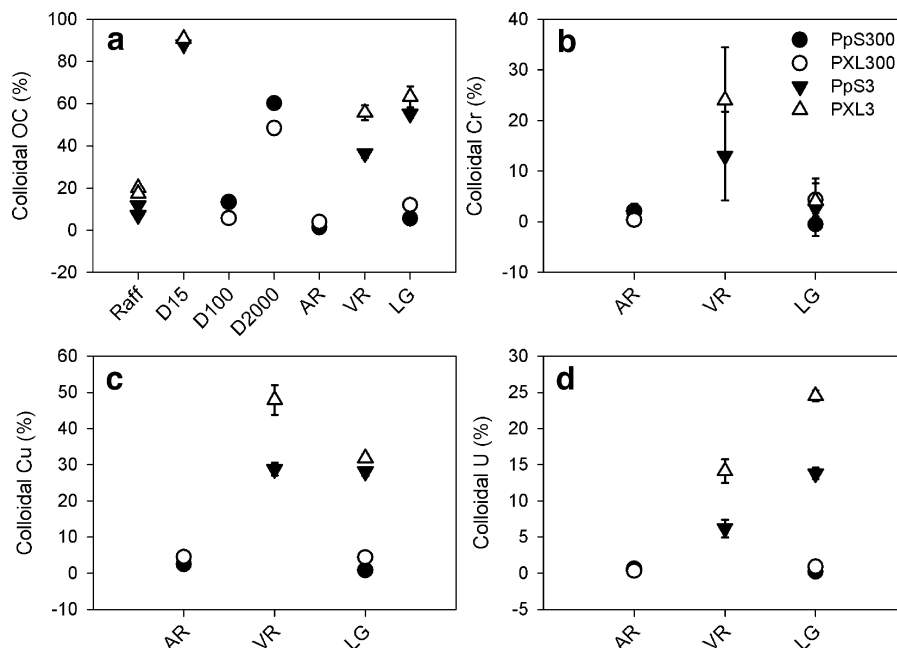 a
Colloidal OC (%)
100
80
60
40
20
0
-20
Raff
D15
D100
D2000
AR
VR
LG
b
Colloidal Cr (%)
50
40
30
20
10
0
-10
AR
VR
LG
PpS300
PXL300
PpS3
PXL3
c
Colloidal Cu (%)
60
50
40
30
20
10
0
-10
AR
VR
LG
d
Colloidal U (%)
30
25
20
15
10
5
0
-5
AR
VR
LG